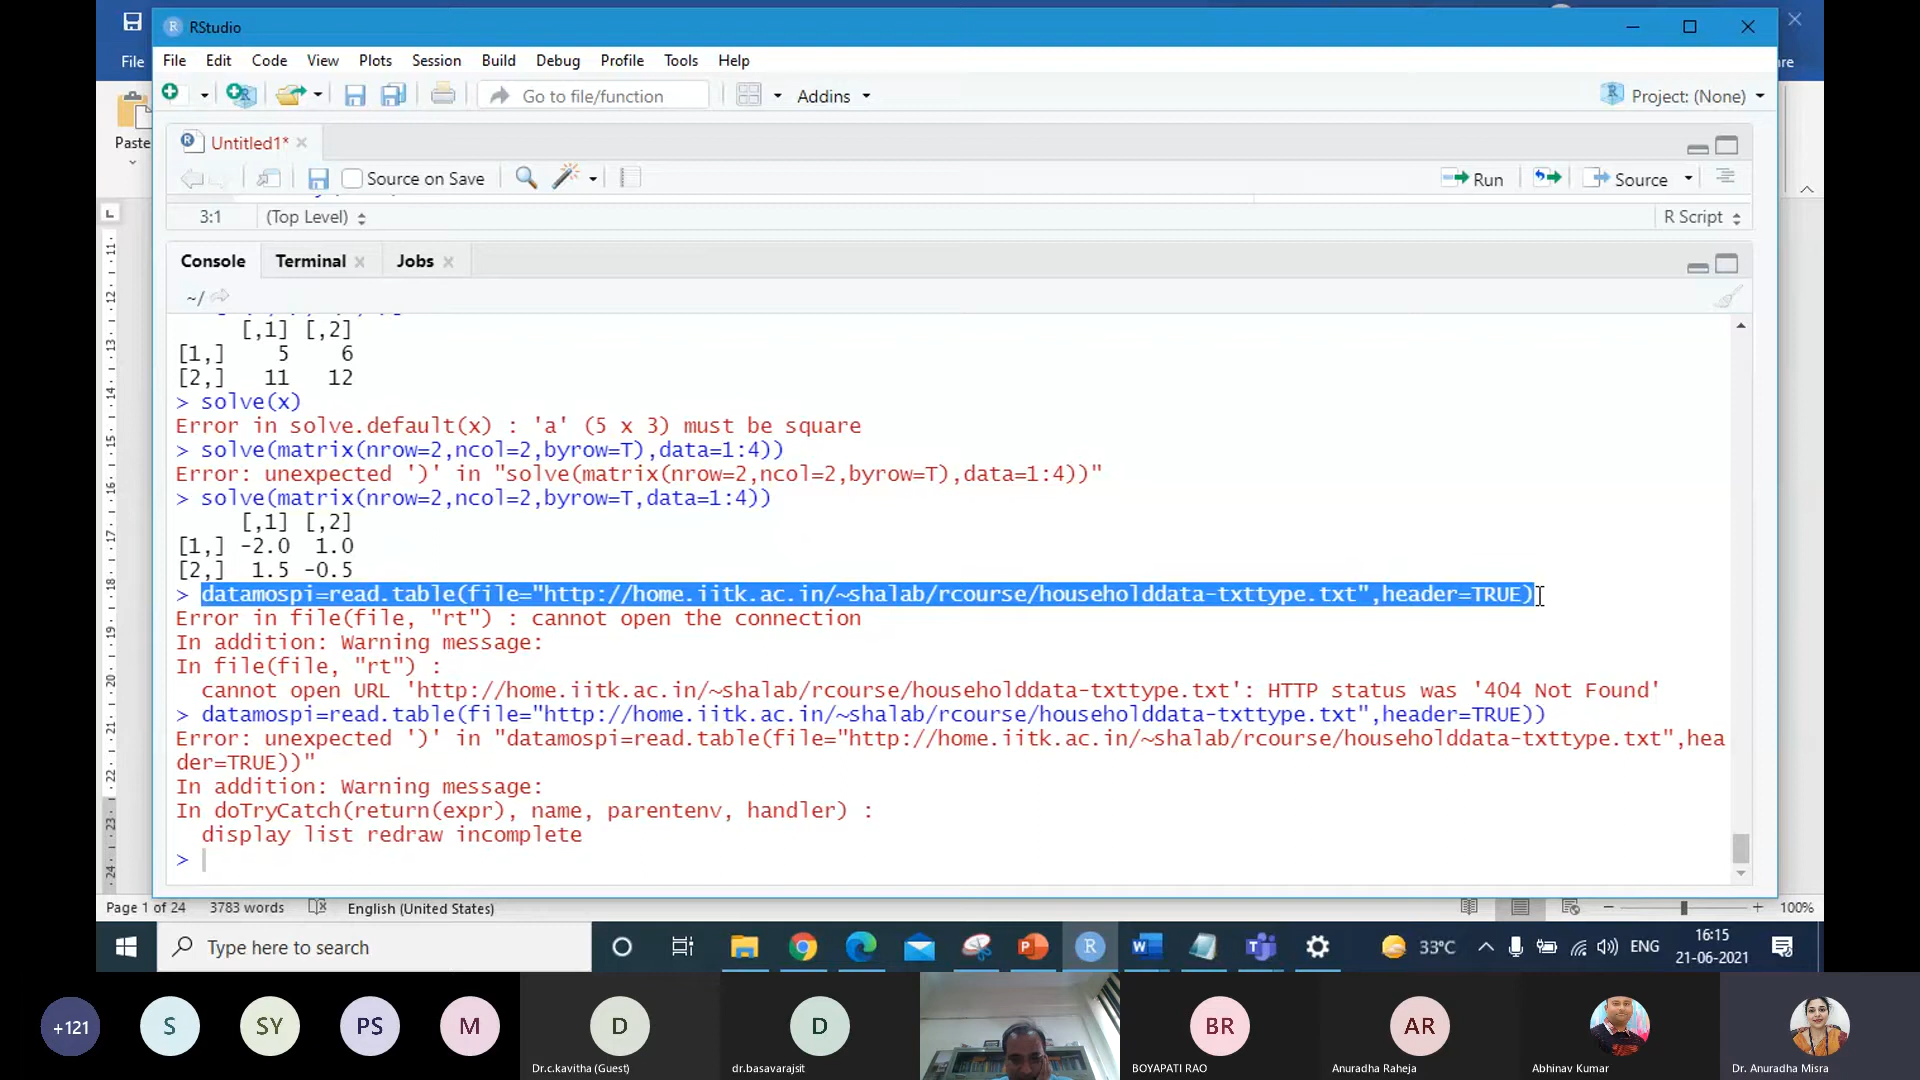 RStudio
File
re
File Edit Code View Plots Session Build Debug Profile Tools Help
Go to file/function
Addins
Project: (None)
Paste
Untitled1*
Source on Save
Run
Source
3:1
(Top Level)
R Script
Console
Terminal
Jobs
~/
[,1] [,2]
[1,] 5 6
[2,] 11 12
> solve(x)
Error in solve.default(x) : 'a' (5 x 3) must be square
> solve(matrix(nrow=2,ncol=2,byrow=T),data=1:4))
Error: unexpected ')' in "solve(matrix(nrow=2,ncol=2,byrow=T),data=1:4))"
> solve(matrix(nrow=2,ncol=2,byrow=T,data=1:4))
[,1] [,2]
[1,] -2.0 1.0
[2,] 1.5 -0.5
> datamospi=read.table(file="http://home.iitk.ac.in/~shalab/rcourse/householddata-txttype.txt",header=TRUE)
Error in file(file, "rt") : cannot open the connection
In addition: Warning message:
In file(file, "rt") :
cannot open URL 'http://home.iitk.ac.in/~shalab/rcourse/householddata-txttype.txt': HTTP status was '404 Not Found'
> datamospi=read.table(file="http://home.iitk.ac.in/~shalab/rcourse/householddata-txttype.txt",header=TRUE))
Error: unexpected ')' in "datamospi=read.table(file="http://home.iitk.ac.in/~shalab/rcourse/householddata-txttype.txt",hea
der=TRUE))"
In addition: Warning message:
In doTryCatch(return(expr), name, parentenv, handler) :
display list redraw incomplete
>
Page 1 of 24 3783 words English (United States)
100%
Type here to search
33°C
ENG
16:15
21-06-2021
+121
S
SY
PS
M
D
D
BR
AR
Dr.c.kavitha (Guest)
dr.basavarajsit
BOYAPATI RAO
Anuradha Raheja
Abhinav Kumar
Dr. Anuradha Misra